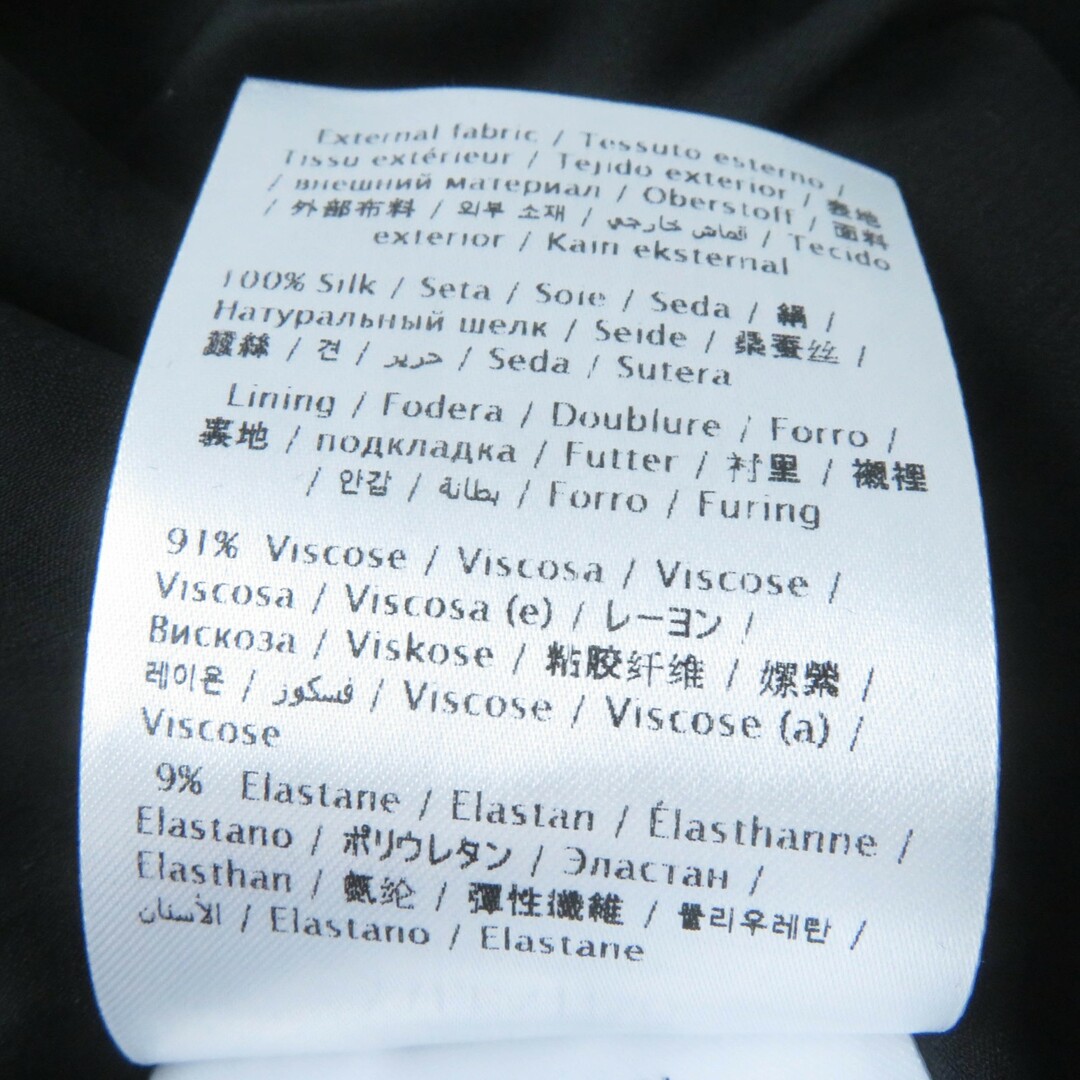 External fabric / Tessuto esterno /
Tissu extérieur / Tejido exterior / 裏地
/ внешний материал / Oberstoff / 面料
/ 外部布料 / 외부 소재 / قماش خارجي / Tecido
exterior / Kain eksternal
100% Silk / Seta / Soie / Seda / 絹 /
Натуральный шелк / Seide / 桑蚕丝 /
蠶絲 / 견 / حرير / Seda / Sutera
Lining / Fodera / Doublure / Forro /
裏地 / подкладка / Futter / 衬里 / 襯裡
/ 안감 / بطانة / Forro / Furing
91% Viscose / Viscosa / Viscose /
Viscosa / Viscosa (e) / レーヨン /
Вискоза / Viskose / 粘胶纤维 / 嫘縈 /
레이온 / فسكوز / Viscose / Viscose (a) /
Viscose
9% Elastane / Elastan / Élasthanne /
Elastano / ポリウレタン / Эластан /
Elasthan / 氨纶 / 彈性纖維 / 폴리우레탄 /
الأسنان / Elastano / Elastane